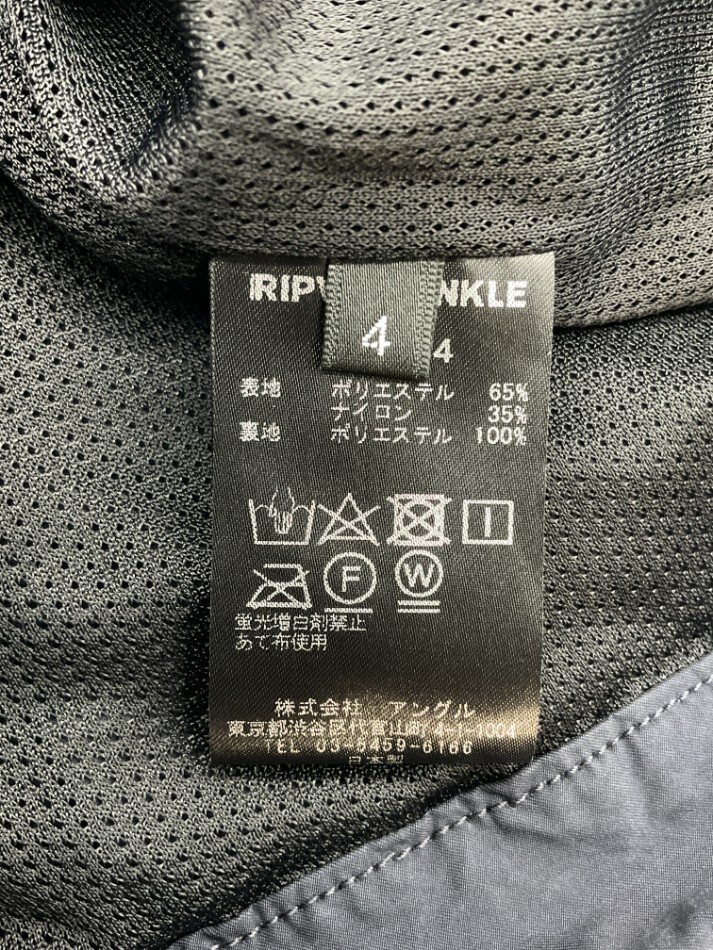 RIPV NKLE
4
4
表地 ポリエステル 65%
ナイロン 35%
裏地 ポリエステル 100%
F W
蛍光増白剤禁止
あて布使用
株式会社 アングル
東京都渋谷区代官山町4-1-1004
TEL 03-5459-6166
日本製